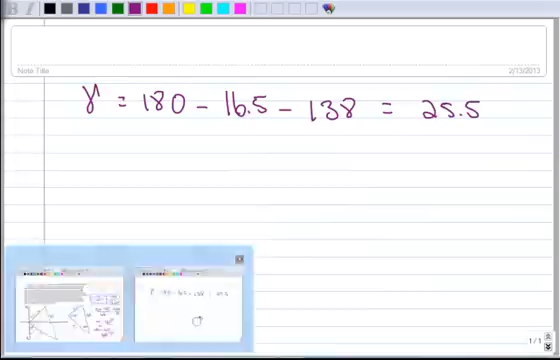 B I
Note Title
2/13/2013
γ = 180 - 16.5 - 138 = 25.5
1/1